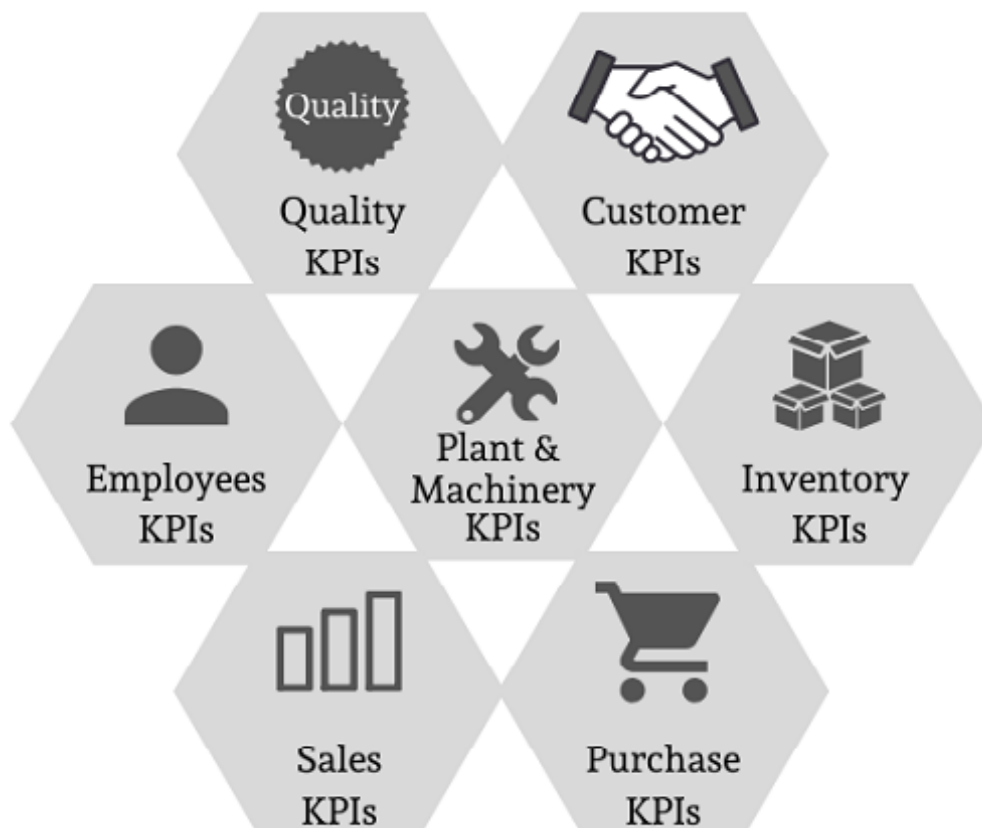 Quality
Quality
KPIs
Customer
KPIs
Employees
KPIs
Plant &
Machinery
KPIs
Inventory
KPIs
Sales
KPIs
Purchase
KPIs